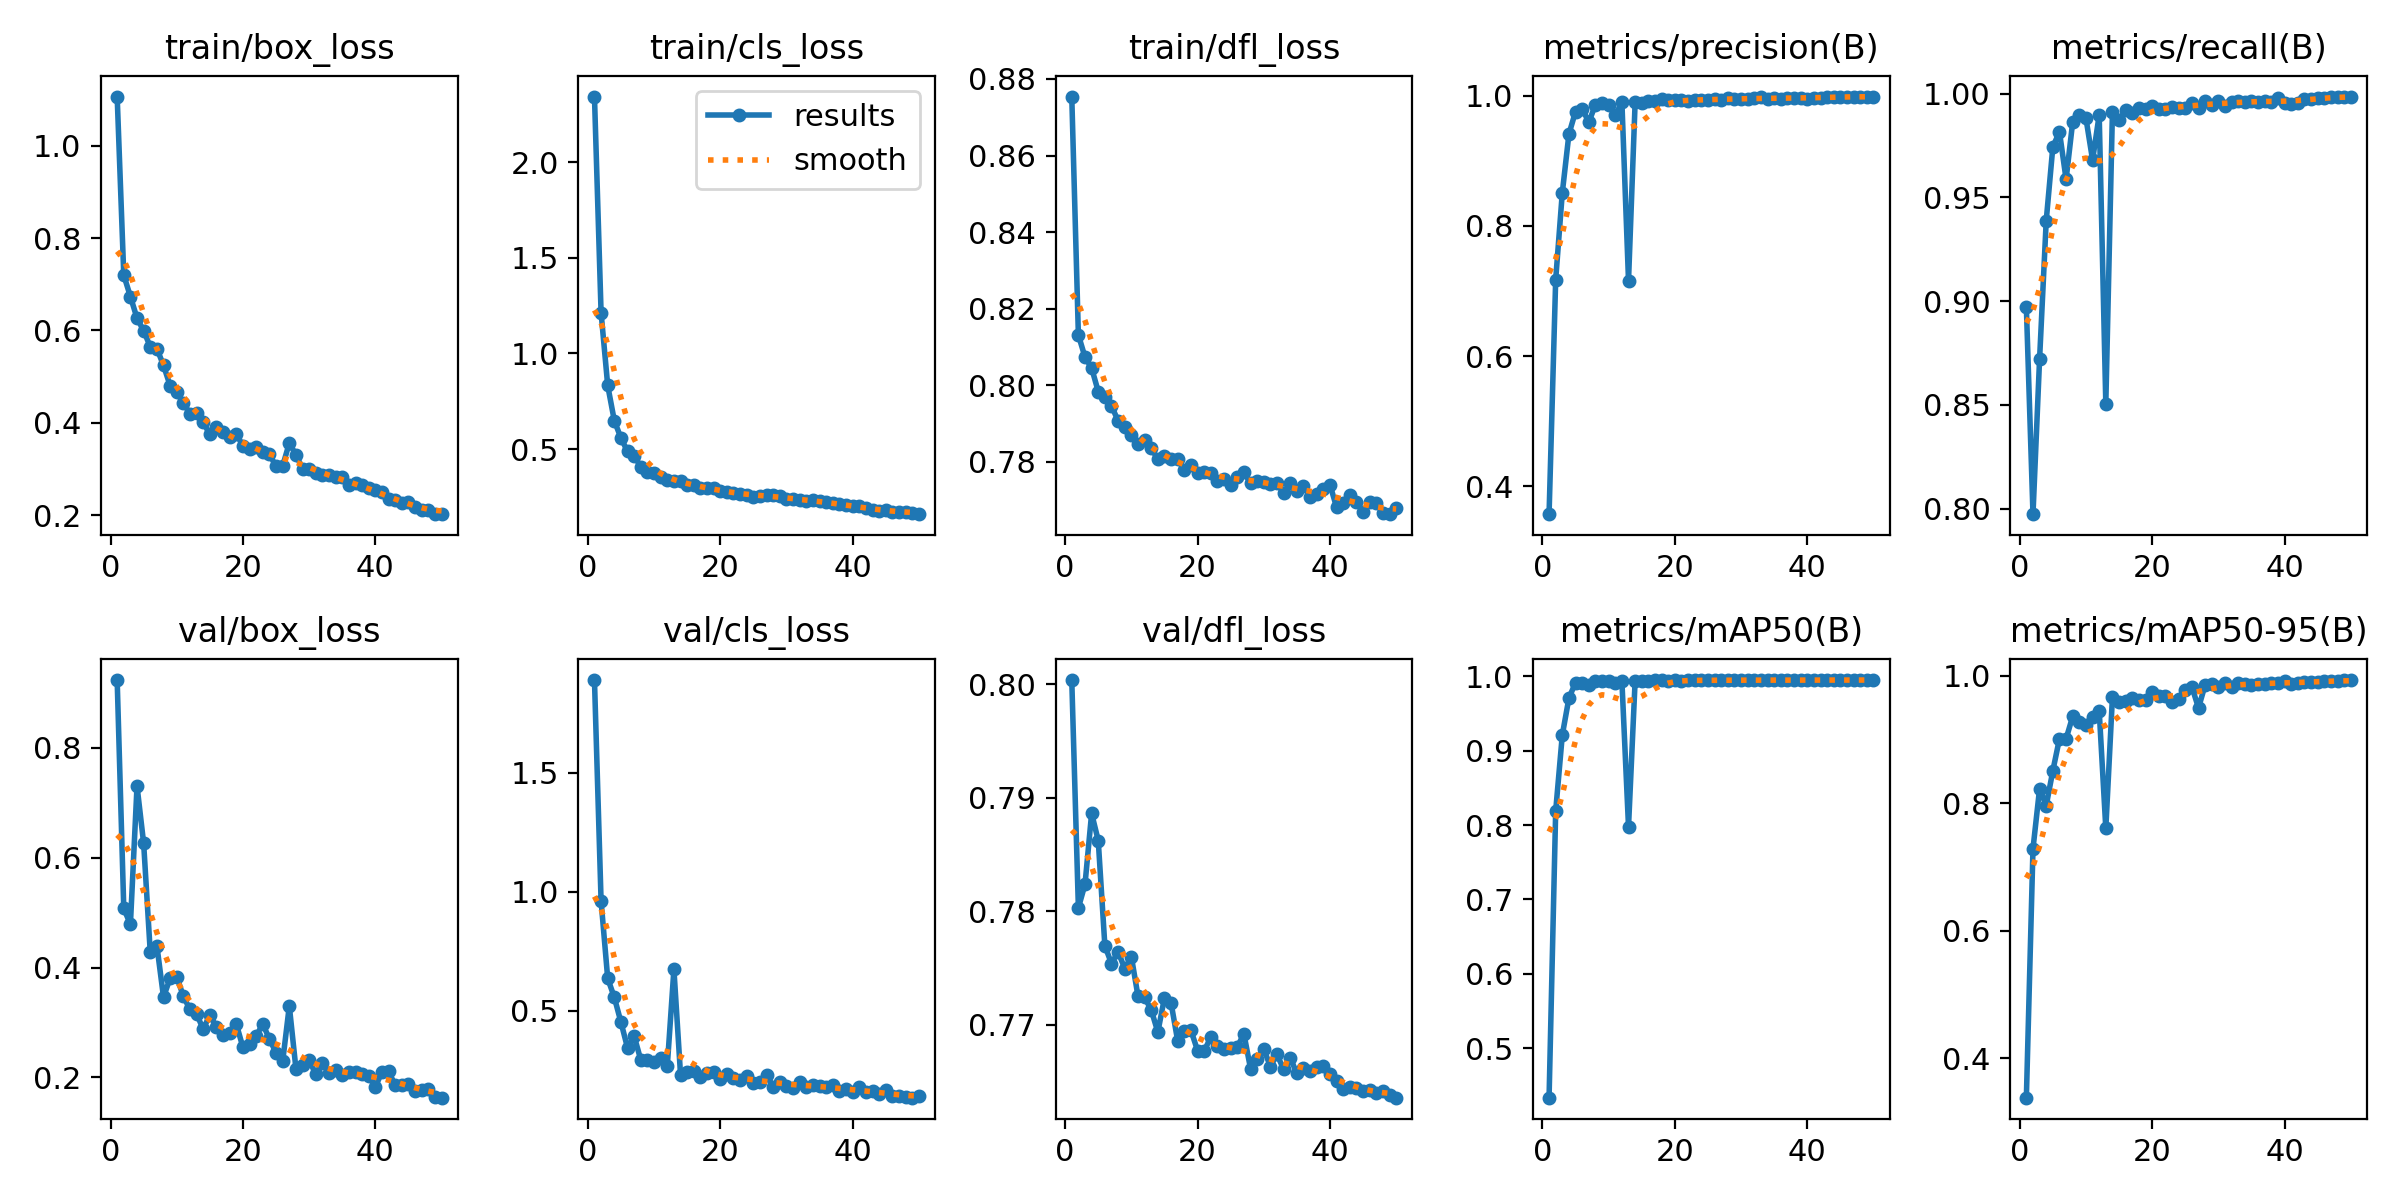 train/box_loss
1.0
0.8
0.6
0.4
0.2
0 20 40
train/cls_loss
results
smooth
2.0
1.5
1.0
0.5
0 20 40
train/dfl_loss
0.88
0.86
0.84
0.82
0.80
0.78
0 20 40
metrics/precision(B)
1.0
0.8
0.6
0.4
0 20 40
metrics/recall(B)
1.00
0.95
0.90
0.85
0.80
0 20 40
val/box_loss
0.8
0.6
0.4
0.2
0 20 40
val/cls_loss
1.5
1.0
0.5
0 20 40
val/dfl_loss
0.80
0.79
0.78
0.77
0 20 40
metrics/mAP50(B)
1.0
0.9
0.8
0.7
0.6
0.5
0 20 40
metrics/mAP50-95(B)
1.0
0.8
0.6
0.4
0 20 40